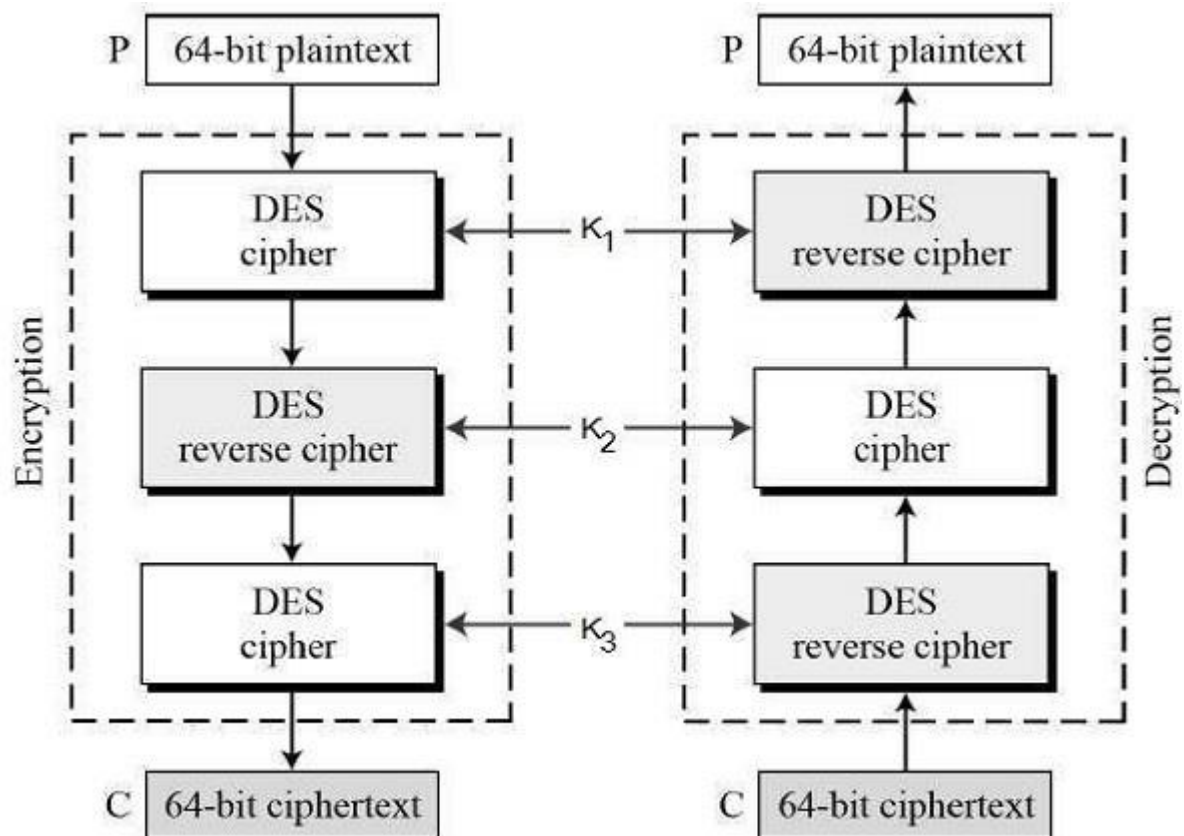 P 64-bit plaintext
P 64-bit plaintext
Encryption
DES
cipher
K1
DES
reverse cipher
DES
reverse cipher
K2
DES
cipher
DES
cipher
K3
DES
reverse cipher
Decryption
C 64-bit ciphertext
C 64-bit ciphertext